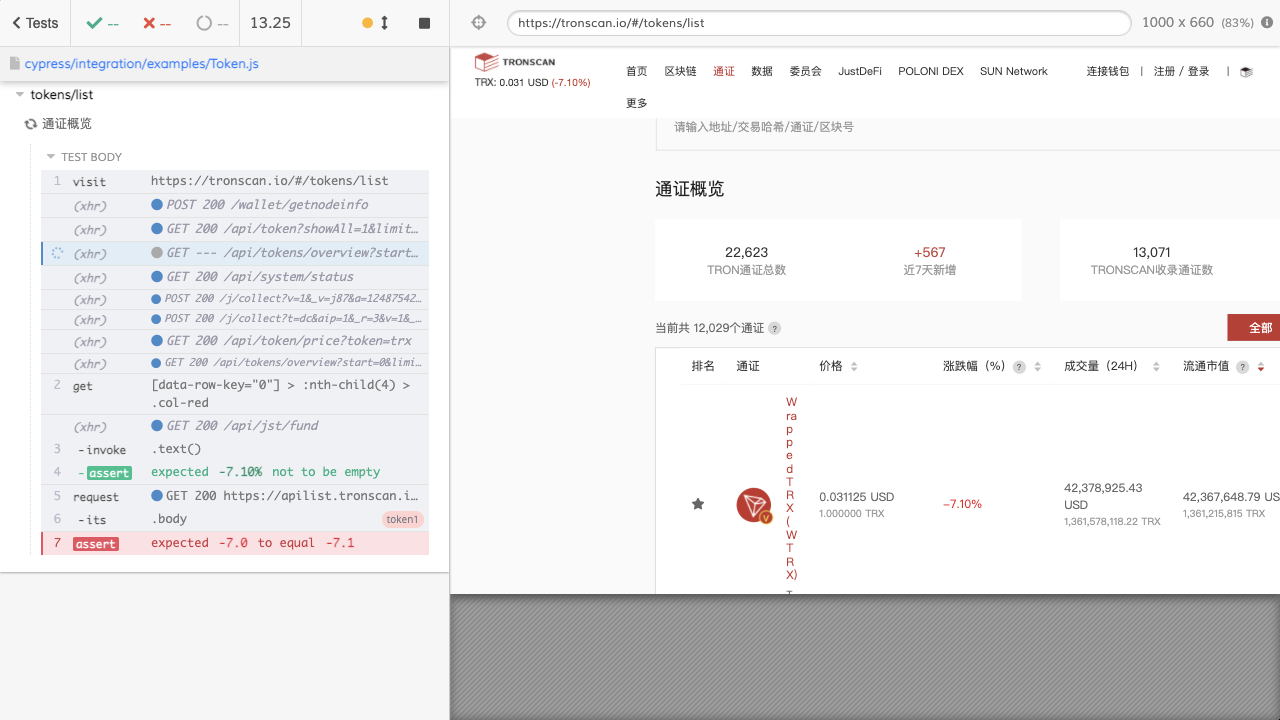 Tests
--
--
--
13.25
https://tronscan.io/#/tokens/list
1000 x 660 (83%)
cypress/integration/examples/Token.js
tokens/list
通证概览
TEST BODY
1 visit https://tronscan.io/#/tokens/list
(xhr) POST 200 /wallet/getnodeinfo
(xhr) GET 200 /api/token?showAll=1&limit…
(xhr) GET --- /api/tokens/overview?start…
(xhr) GET 200 /api/system/status
(xhr) POST 200 /j/collect?v=1&_v=j87&a=12487542…
(xhr) POST 200 /j/collect?t=dc&aip=1&_r=3&v=1&_…
(xhr) GET 200 /api/token/price?token=trx
(xhr) GET 200 /api/tokens/overview?start=0&limi…
2 get [data-row-key="0"] > :nth-child(4) >
.col-red
(xhr) GET 200 /api/jst/fund
3 -invoke .text()
4 -assert expected -7.10% not to be empty
5 request GET 200 https://apilist.tronscan.i…
6 -its .body token1
7 assert expected -7.0 to equal -7.1
TRONSCAN
TRX: 0.031 USD (-7.10%)
首页 区块链 通证 数据 委员会 JustDeFi POLONI DEX SUN Network 连接钱包 | 注册 / 登录 |
更多
请输入地址/交易哈希/通证/区块号
通证概览
22,623 +567 13,071
TRON通证总数 近7天新增 TRONSCAN收录通证数
当前共 12,029个通证 ?
全部
排名 通证 价格 涨跌幅（%） ? 成交量（24H） 流通市值 ?
W
ra
p
p
e
d
T
R
X
(
W
T
R
X)
0.031125 USD
1.000000 TRX
−7.10%
42,378,925.43
USD
1,361,578,118.22 TRX
42,367,648.79 US
1,361,215,815 TRX